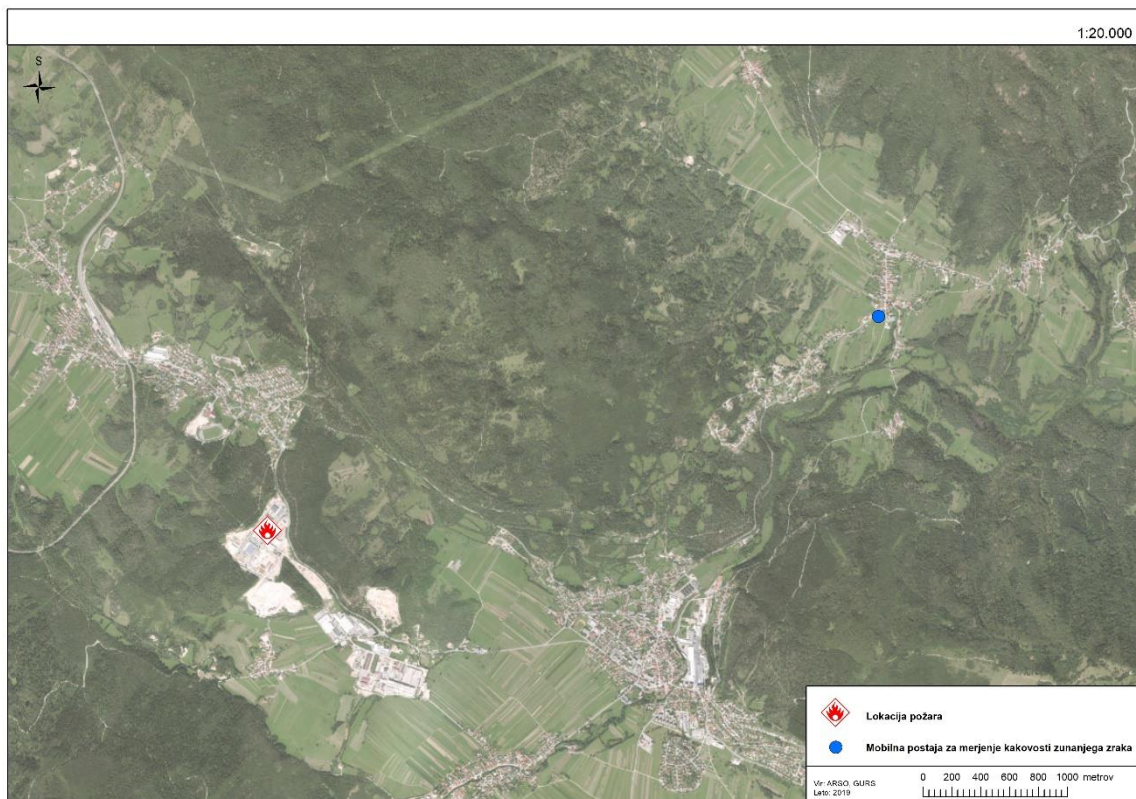 1:20.000
S
Lokacija požara
Mobilna postaja za merjenje kakovosti zunanjega zraka
Vir: ARSO, GURS
Leto: 2019
0 200 400 600 800 1000 metrov